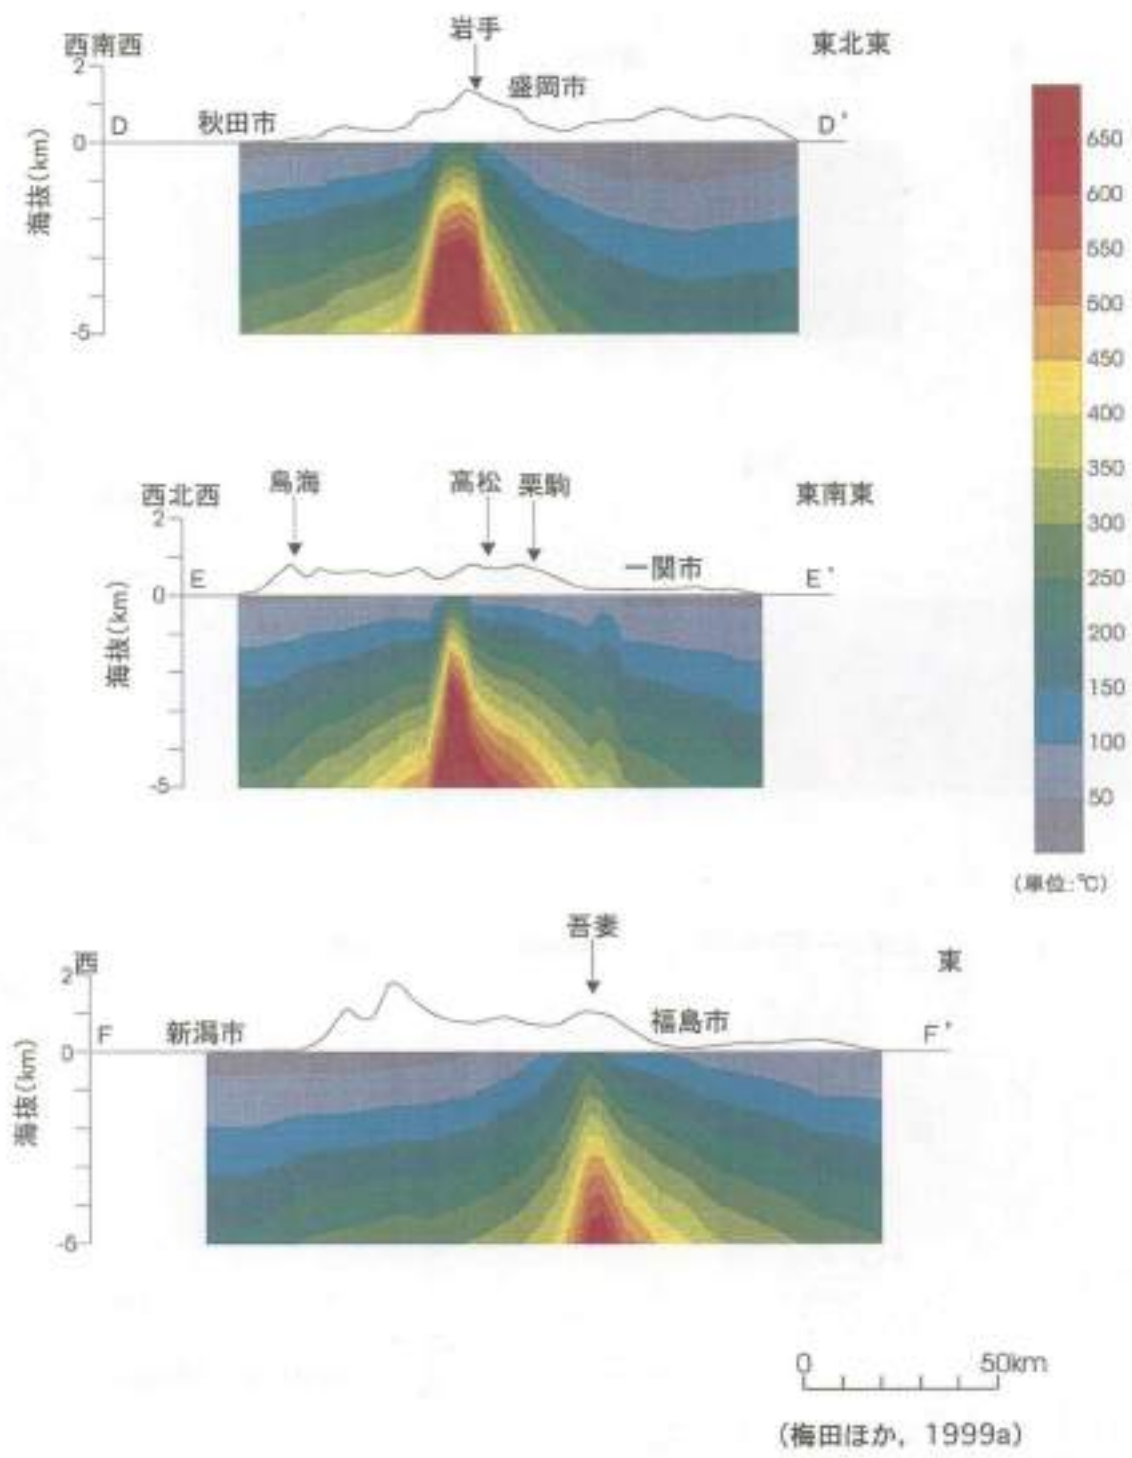 岩手
西南西
東北東
2
盛岡市
D
秋田市
D'
0
海抜(km)
-5
650
600
550
500
450
400
350
300
250
200
150
100
50
(単位:℃)
鳥海
高松
栗駒
西北西
東南東
2
一関市
E
E'
0
海抜(km)
-5
吾妻
西
東
2
新潟市
福島市
F
F'
0
海抜(km)
-5
0
50km
(梅田ほか, 1999a)